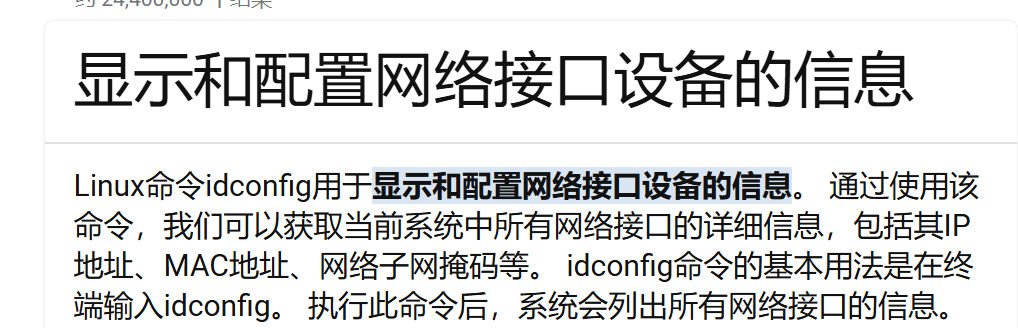 约 24,400,000 个结果
显示和配置网络接口设备的信息
Linux命令idconfig用于显示和配置网络接口设备的信息。 通过使用该
命令，我们可以获取当前系统中所有网络接口的详细信息，包括其IP
地址、MAC地址、网络子网掩码等。 idconfig命令的基本用法是在终
端输入idconfig。 执行此命令后，系统会列出所有网络接口的信息。